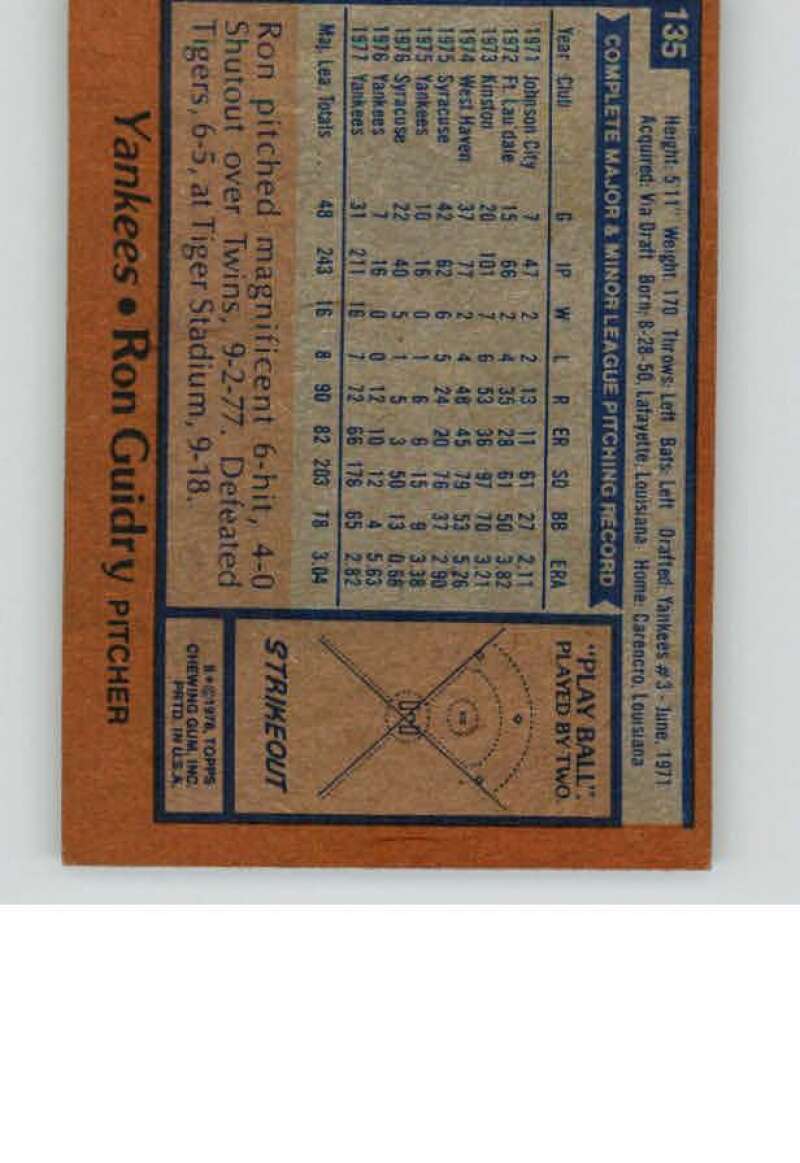 135
Height: 5'11" Weight: 170 Throws: Left Bats: Left Drafted: Yankees #3 - June, 1971
Acquired: Via Draft Born: 8-28-50, Lafayette, Louisiana Home: Carencro, Louisiana
COMPLETE MAJOR & MINOR LEAGUE PITCHING RECORD
Year Club G IP W L R ER SO BB ERA
1971 Johnson City 7 47 2 2 13 11 61 27 2.11
1972 Ft. Lau'dale 15 66 2 4 35 28 61 50 3.82
1973 Kinston 20 101 7 6 53 36 97 70 3.21
1974 West Haven 37 77 2 4 48 45 79 53 5.26
1975 Syracuse 42 62 6 5 24 20 76 37 2.90
1975 Yankees 10 16 0 1 6 6 15 9 3.38
1976 Syracuse 22 40 5 1 5 3 50 13 0.68
1976 Yankees 7 16 0 0 12 10 12 4 5.63
1977 Yankees 31 211 16 7 72 66 176 65 2.82
Maj. Lea. Totals 48 243 16 8 90 82 203 78 3.04
Ron pitched magnificent 6-hit, 4-0
Shutout over Twins, 9-2-77. Defeated
Tigers, 6-5, at Tiger Stadium, 9-18.
"PLAY BALL"
PLAYED BY TWO
STRIKEOUT
©1978, TOPPS
CHEWING GUM, INC.
PRTD. IN U.S.A.
Yankees • Ron Guidry PITCHER